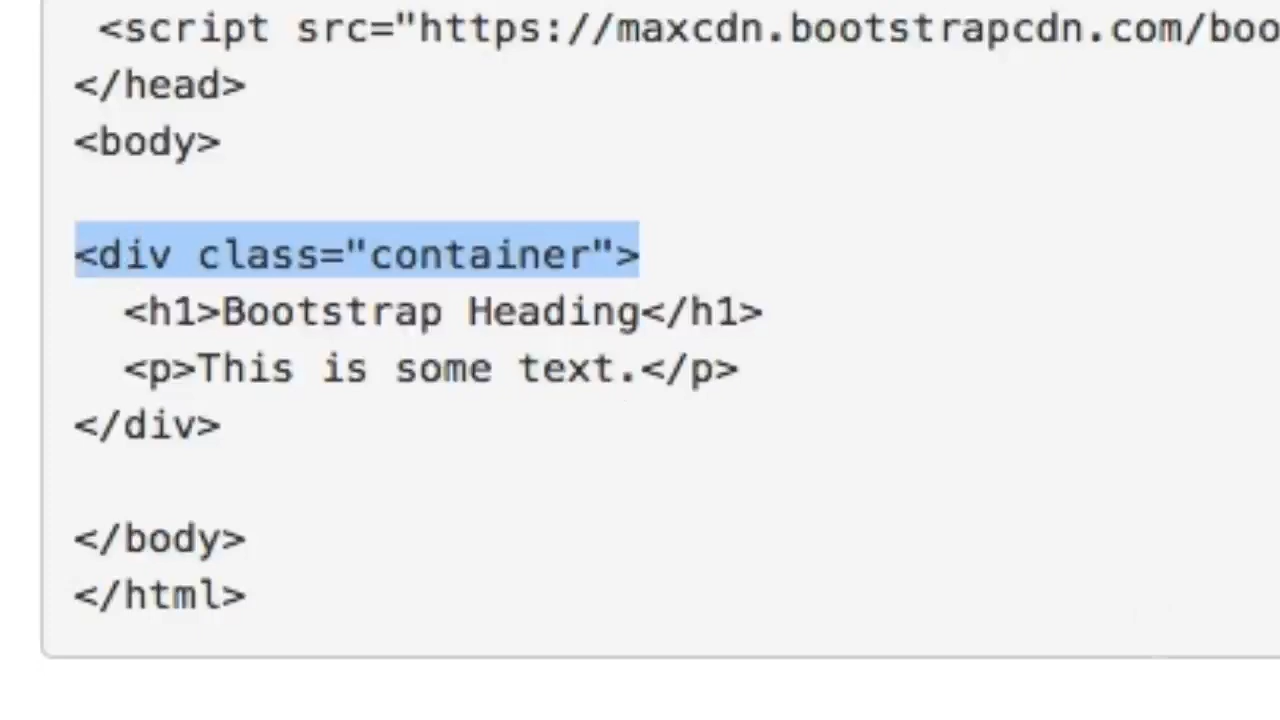 <script src="https://maxcdn.bootstrapcdn.com/boo
</head>
<body>
<div class="container">
<h1>Bootstrap Heading</h1>
<p>This is some text.</p>
</div>
</body>
</html>